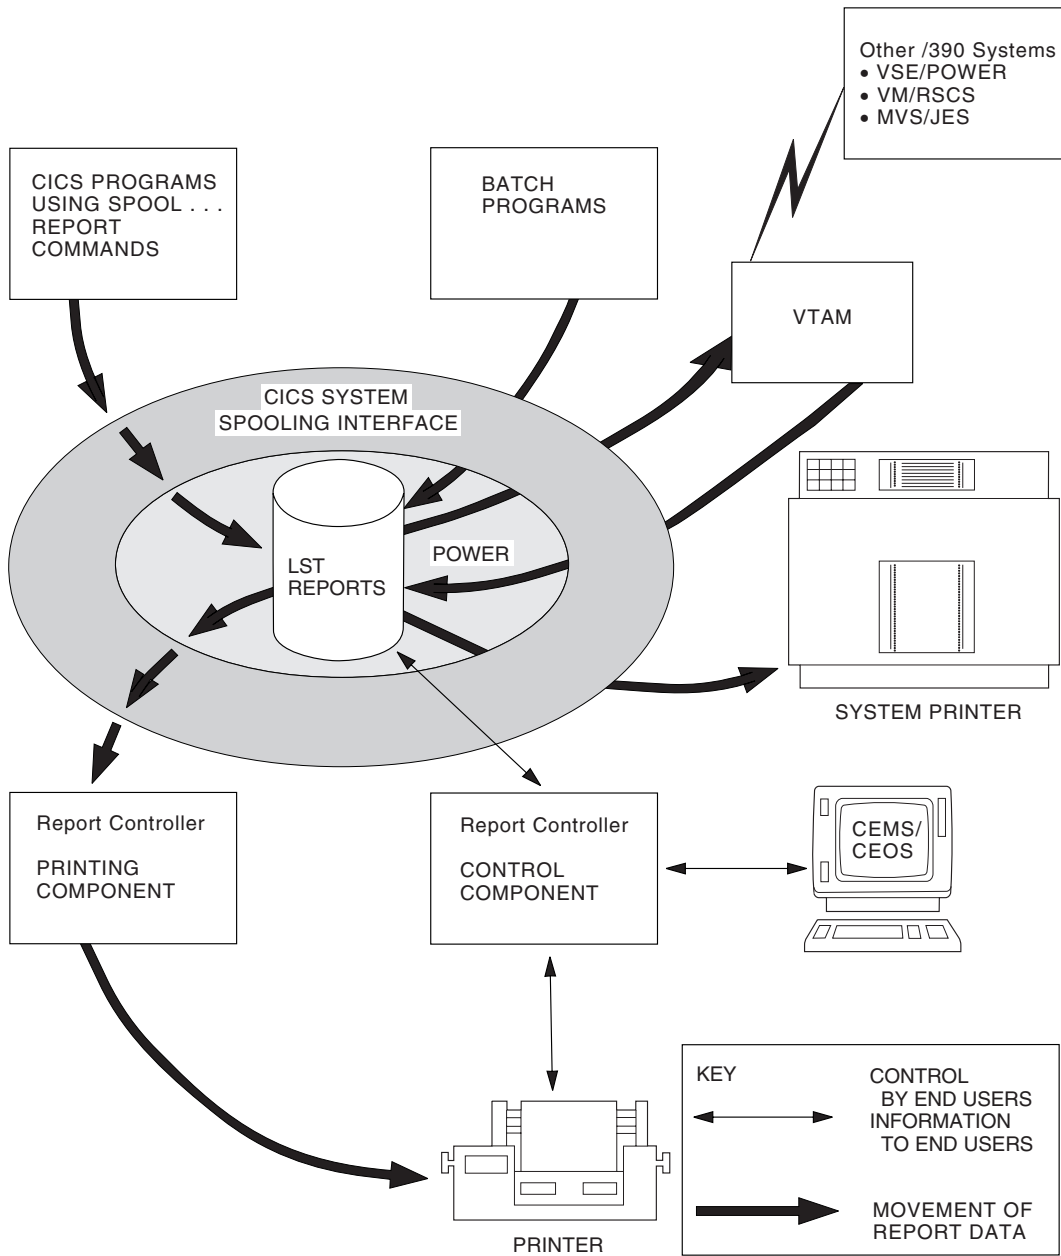 Other /390 Systems
• VSE/POWER
• VM/RSCS
• MVS/JES
CICS PROGRAMS
USING SPOOL . . .
REPORT
COMMANDS
BATCH
PROGRAMS
VTAM
CICS SYSTEM
SPOOLING INTERFACE
LST
REPORTS
POWER
SYSTEM PRINTER
Report Controller
PRINTING
COMPONENT
Report Controller
CONTROL
COMPONENT
CEMS/
CEOS
PRINTER
KEY
CONTROL
BY END USERS
INFORMATION
TO END USERS
MOVEMENT OF
REPORT DATA